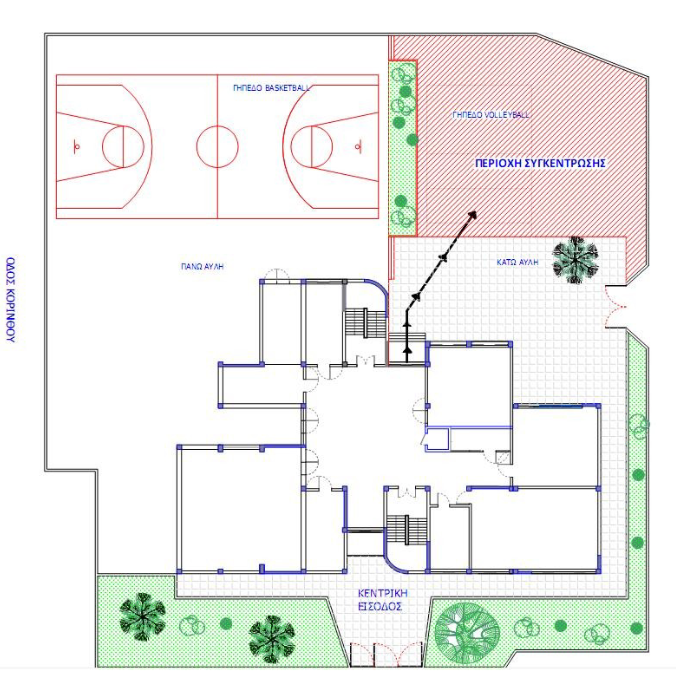 ΓΗΠΕΔΟ BASKETBALL
ΓΗΠΕΔΟ VOLLEYBALL
ΠΕΡΙΟΧΗ ΣΥΓΚΕΝΤΡΩΣΗΣ
ΠΑΝΩ ΑΥΛΗ
ΚΑΤΩ ΑΥΛΗ
ΟΔΟΣ ΚΟΡΙΝΘΟΥ
ΚΕΝΤΡΙΚΗ
ΕΙΣΟΔΟΣ